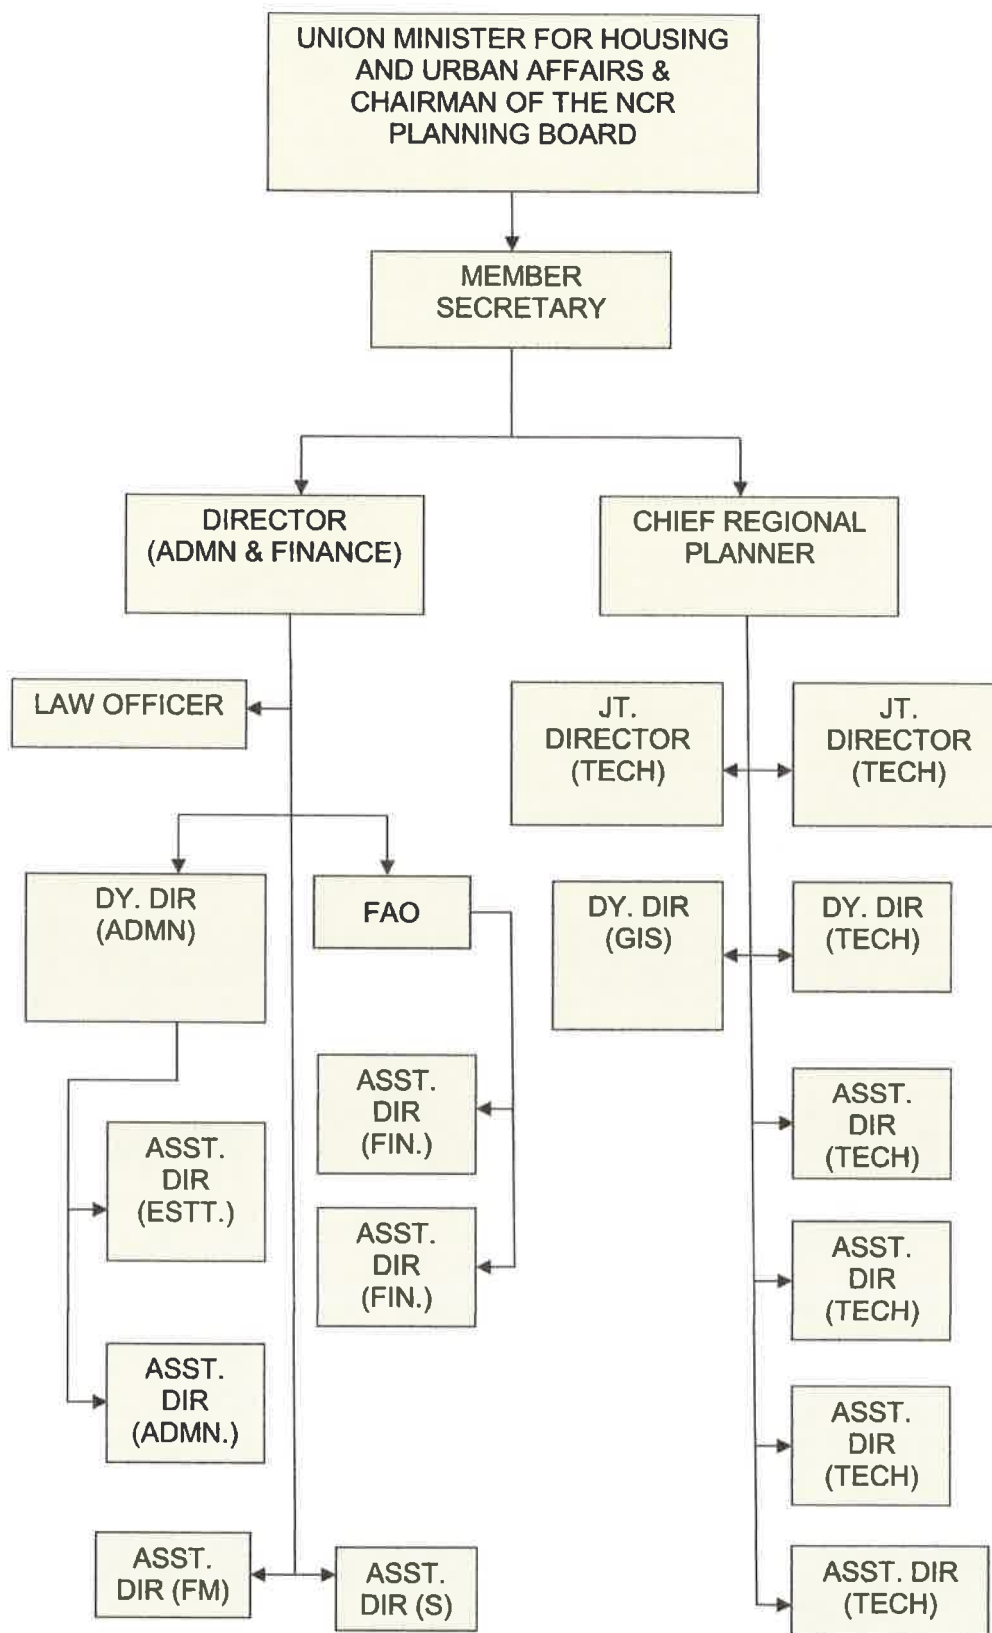 UNION MINISTER FOR HOUSING
AND URBAN AFFAIRS &
CHAIRMAN OF THE NCR
PLANNING BOARD
MEMBER
SECRETARY
DIRECTOR
(ADMN & FINANCE)
CHIEF REGIONAL
PLANNER
LAW OFFICER
JT.
DIRECTOR
(TECH)
JT.
DIRECTOR
(TECH)
DY. DIR
(ADMN)
FAO
DY. DIR
(GIS)
DY. DIR
(TECH)
ASST.
DIR
(FIN.)
ASST.
DIR
(TECH)
ASST.
DIR
(ESTT.)
ASST.
DIR
(FIN.)
ASST.
DIR
(TECH)
ASST.
DIR
(ADMN.)
ASST.
DIR
(TECH)
ASST.
DIR (FM)
ASST.
DIR (S)
ASST. DIR
(TECH)